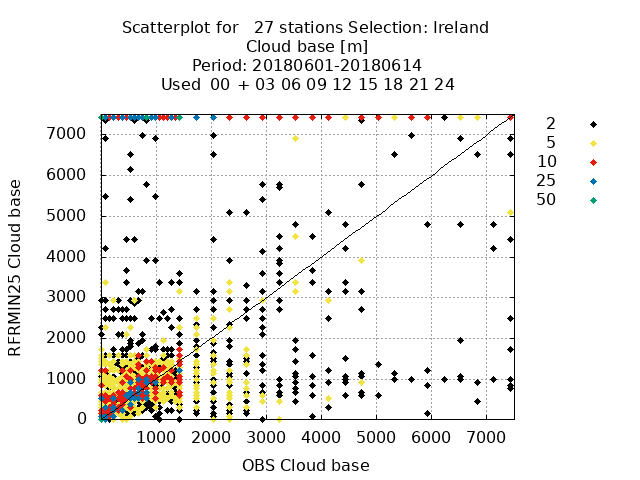 Scatterplot for   27 stations Selection: Ireland
Cloud base [m]
Period: 20180601-20180614
Used  00  + 03 06 09 12 15 18 21 24
2
5
10
25
50
RFRMIN25 Cloud base
7000
6000
5000
4000
3000
2000
1000
0
1000 2000 3000 4000 5000 6000 7000
OBS Cloud base